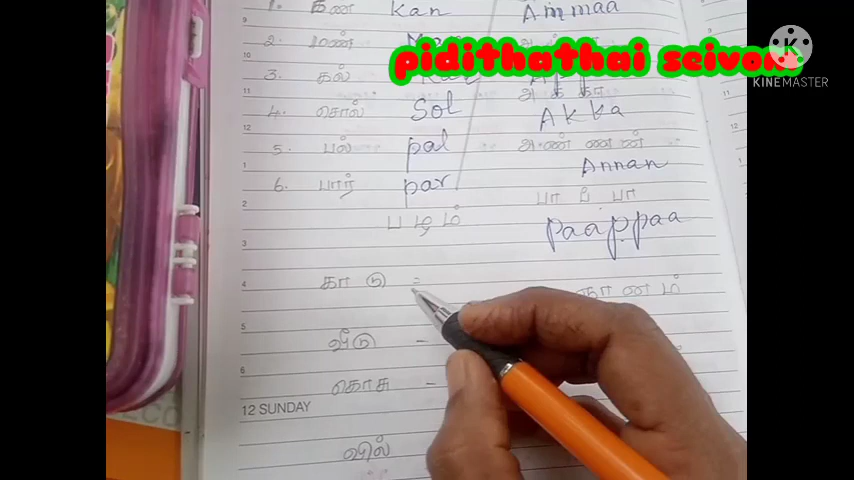 1. கண் kan Ammaa
2. மண்
pidithathai seivom
KINEMASTER
3. கல்
அக்கா
4. சொல் Sol Akka
5. பல் pal அண்ணன்
Annan
6. பார் par பாப்பா
பழம் Paappaa
காடு =
வீடு -
கொசு -
12 SUNDAY
வில்